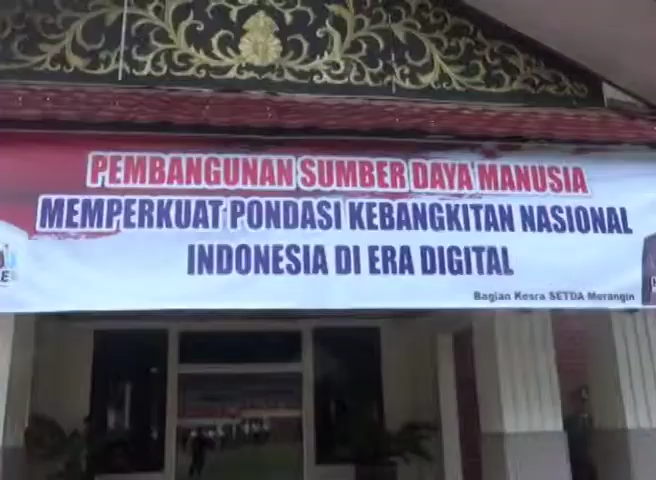 PEMBANGUNAN SUMBER DAYA MANUSIA
MEMPERKUAT PONDASI KEBANGKITAN NASIONAL
INDONESIA DI ERA DIGITAL
Bagian Kesra SETDA Merangin